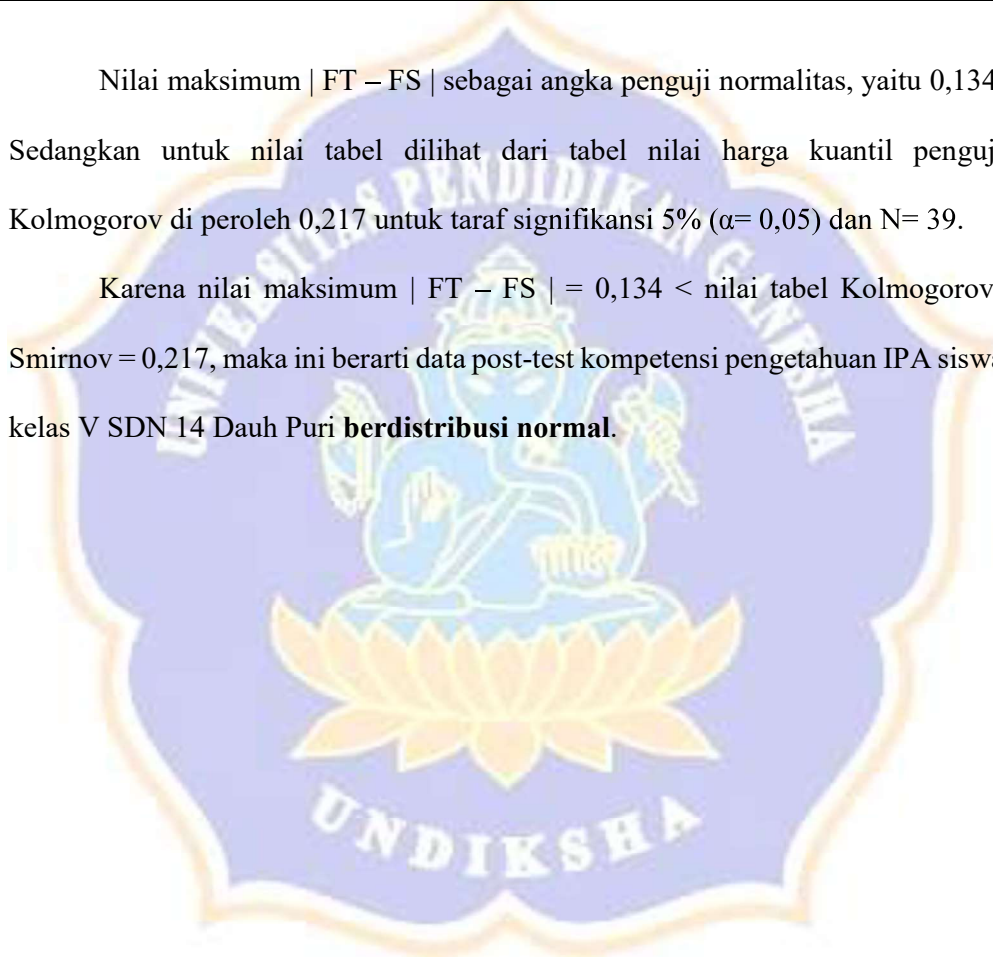 Nilai maksimum | FT – FS | sebagai angka penguji normalitas, yaitu 0,134
Sedangkan untuk nilai tabel dilihat dari tabel nilai harga kuantil penguj
Kolmogorov di peroleh 0,217 untuk taraf signifikansi 5% (α= 0,05) dan N= 39.
Karena nilai maksimum | FT – FS | = 0,134 < nilai tabel Kolmogorov
Smirnov = 0,217, maka ini berarti data post-test kompetensi pengetahuan IPA sisw
kelas V SDN 14 Dauh Puri berdistribusi normal.
UNIVERSITAS PENDIDIKAN GANESHA
UNDIKSHA